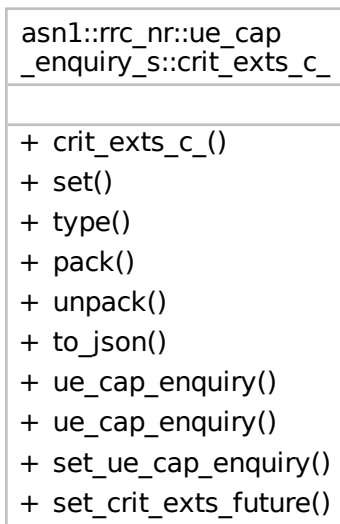 asn1::rrc_nr::ue_cap
_enquiry_s::crit_exts_c_
+ crit_exts_c_()
+ set()
+ type()
+ pack()
+ unpack()
+ to_json()
+ ue_cap_enquiry()
+ ue_cap_enquiry()
+ set_ue_cap_enquiry()
+ set_crit_exts_future()